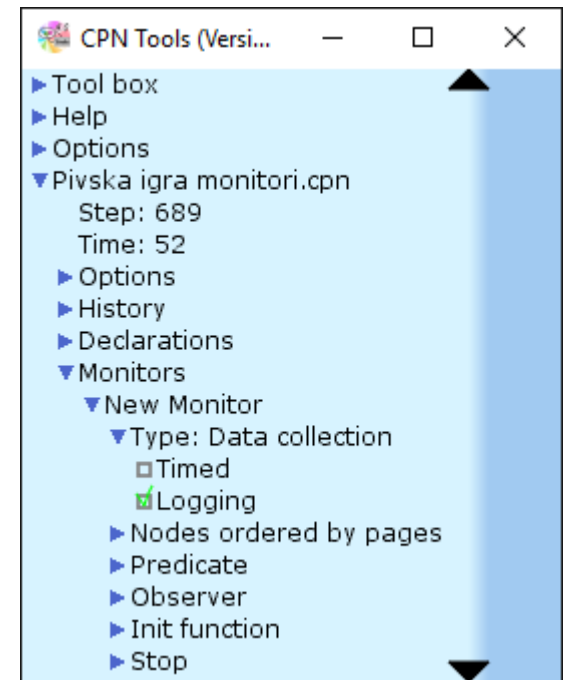 CPN Tools (Versi...
Tool box
Help
Options
Pivska igra monitori.cpn
Step: 689
Time: 52
Options
History
Declarations
Monitors
New Monitor
Type: Data collection
Timed
Logging
Nodes ordered by pages
Predicate
Observer
Init function
Stop